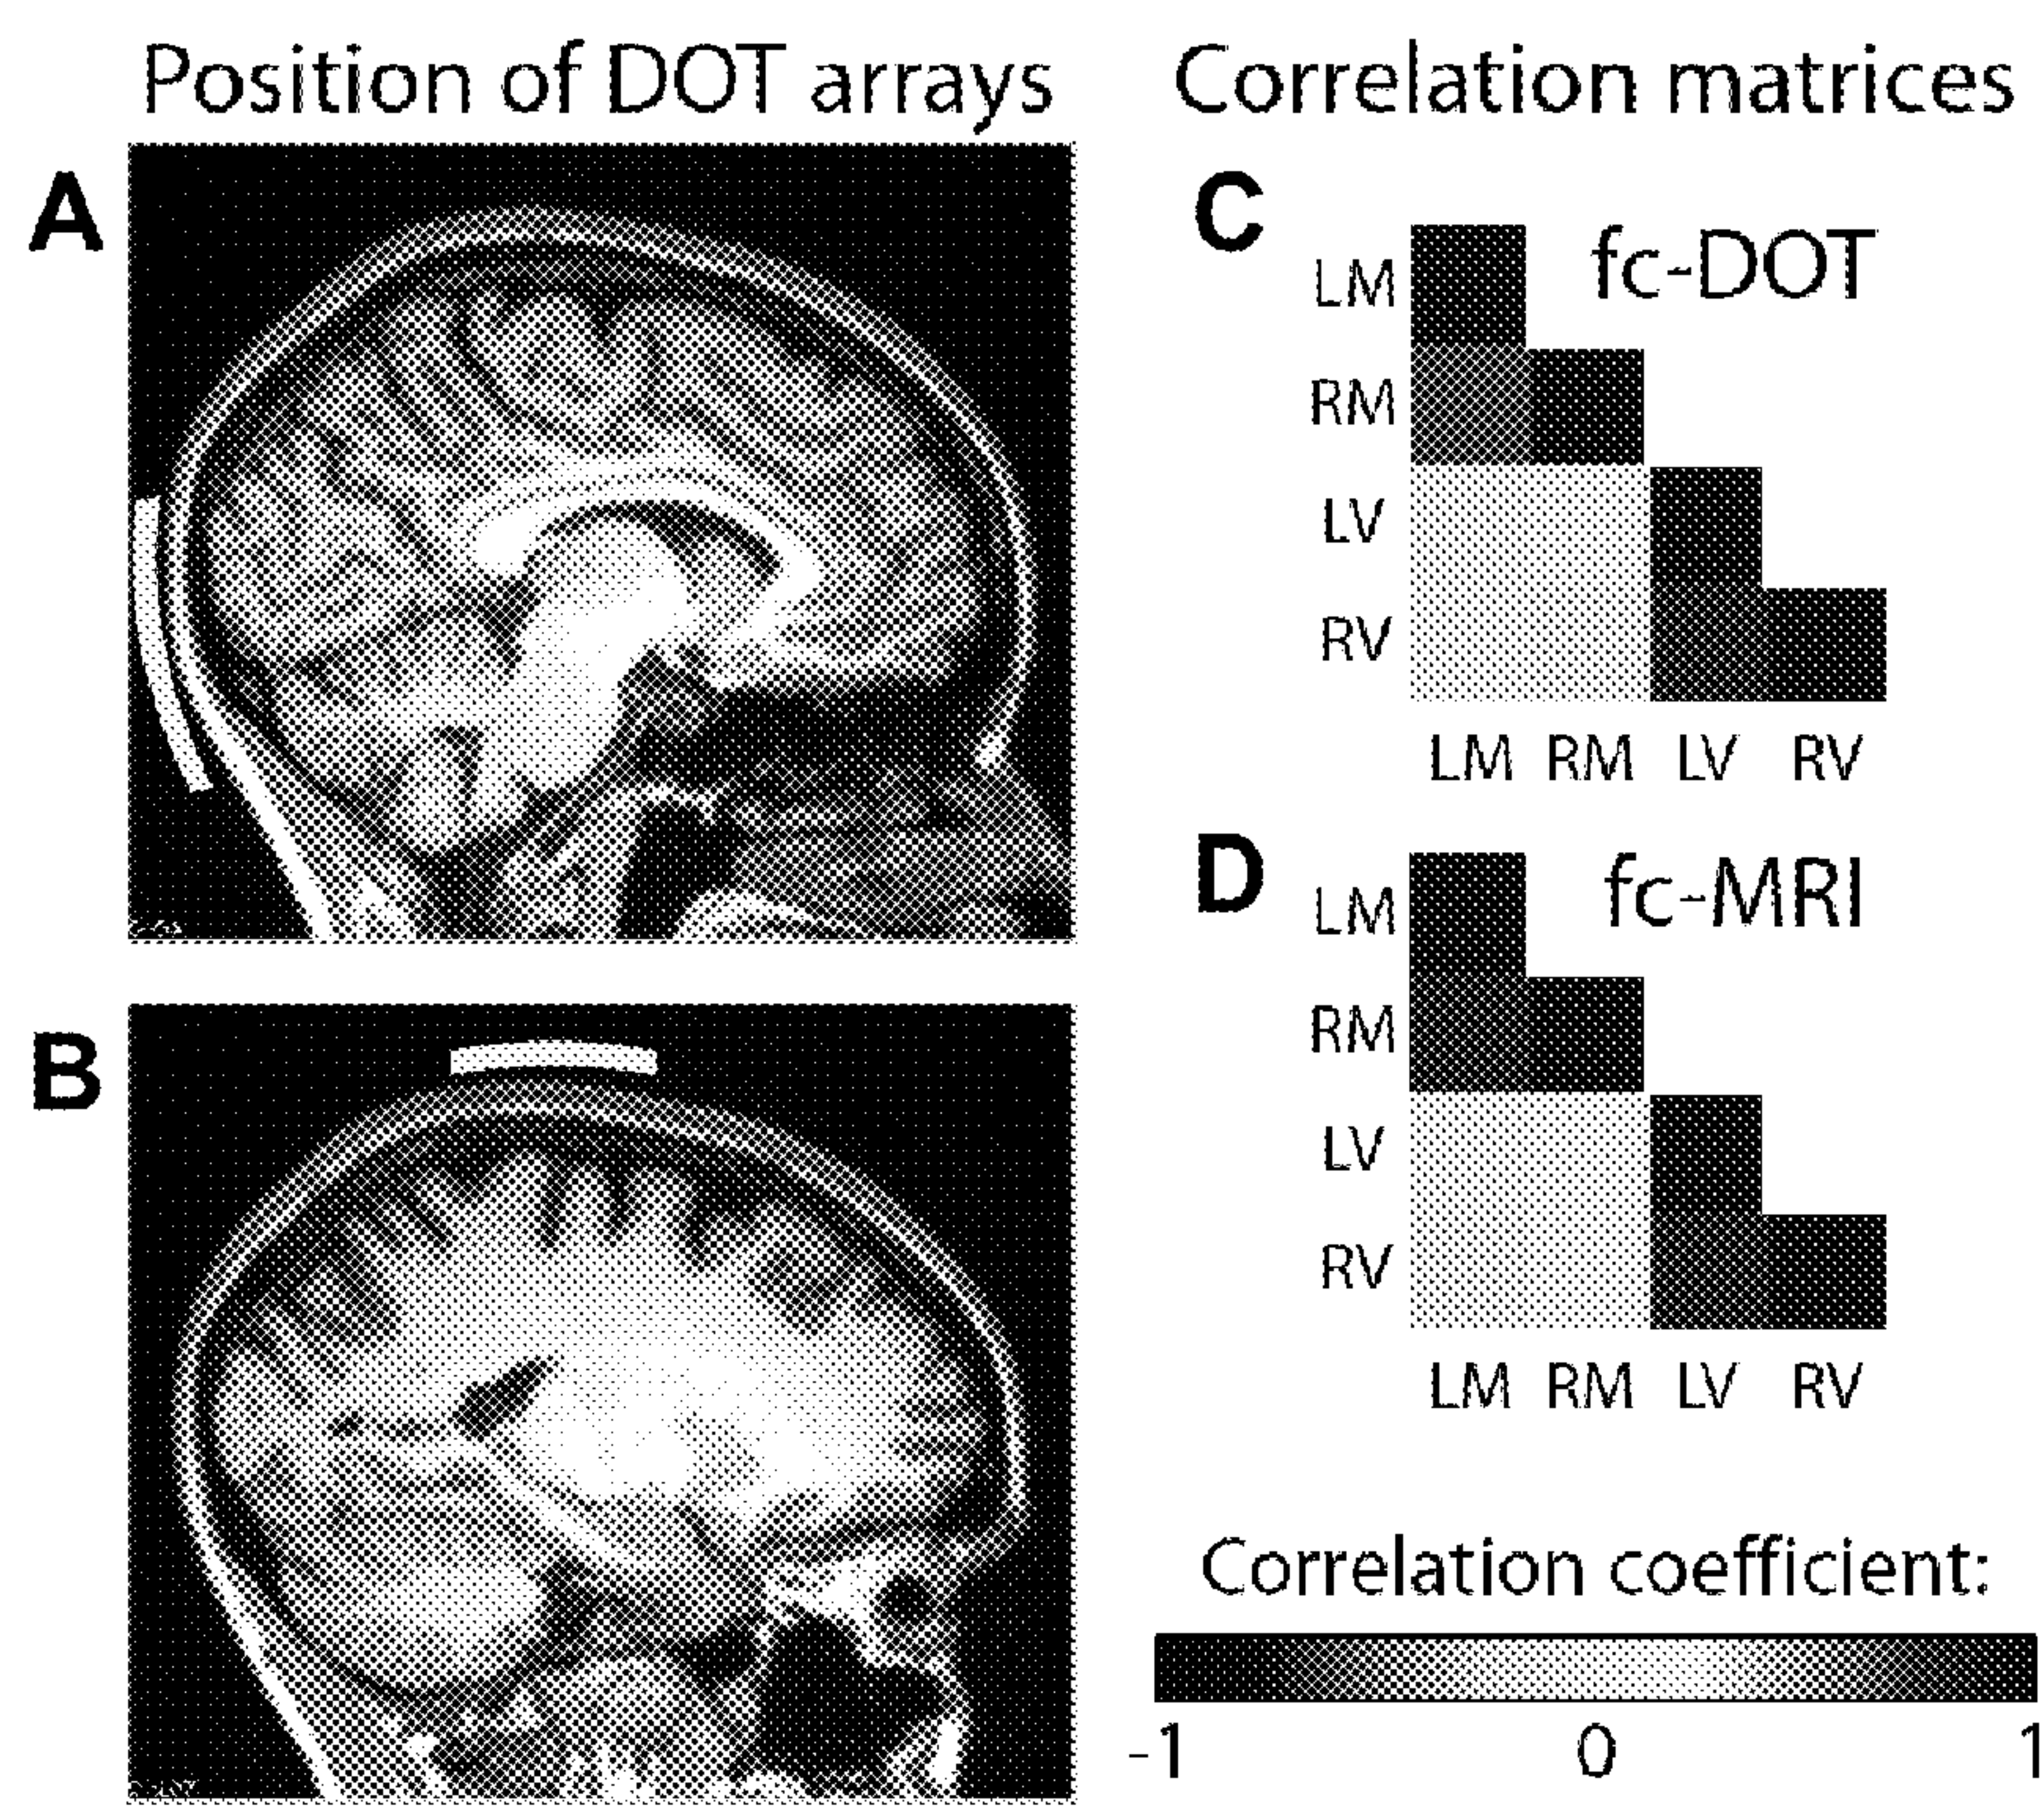 Position of DOT arrays
Correlation matrices
A
C
fc-DOT
LM
RM
LV
RV
LM RM LV RV
B
D
fc-MRI
LM
RM
LV
RV
LM RM LV RV
Correlation coefficient:
-1 0 1